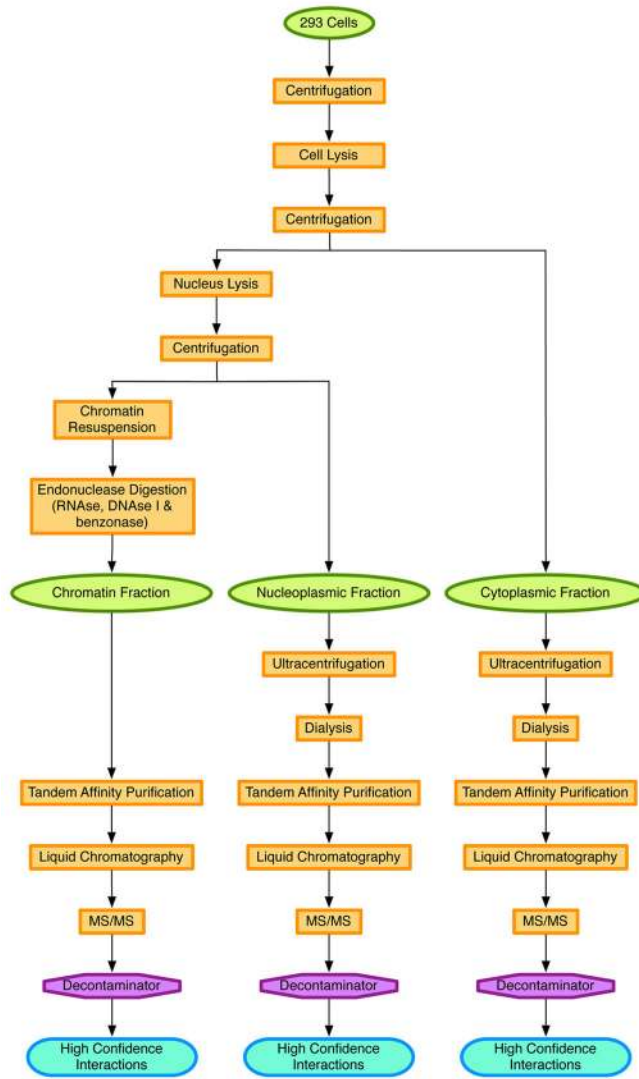 293 Cells
Centrifugation
Cell Lysis
Centrifugation
Nucleus Lysis
Centrifugation
Chromatin
Resuspension
Endonuclease Digestion
(RNAse, DNAse I &
benzonase)
Chromatin Fraction
Nucleoplasmic Fraction
Cytoplasmic Fraction
Ultracentrifugation
Ultracentrifugation
Dialysis
Dialysis
Tandem Affinity Purification
Tandem Affinity Purification
Tandem Affinity Purification
Liquid Chromatography
Liquid Chromatography
Liquid Chromatography
MS/MS
MS/MS
MS/MS
Decontaminator
Decontaminator
Decontaminator
High Confidence
Interactions
High Confidence
Interactions
High Confidence
Interactions